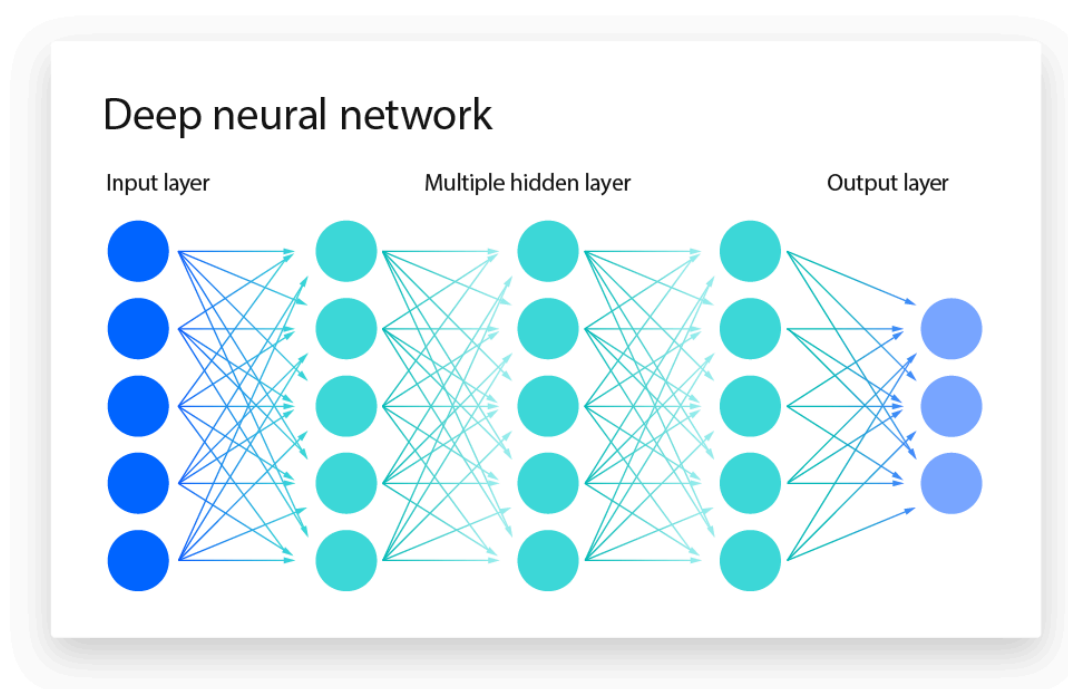 Deep neural network
Input layer
Multiple hidden layer
Output layer